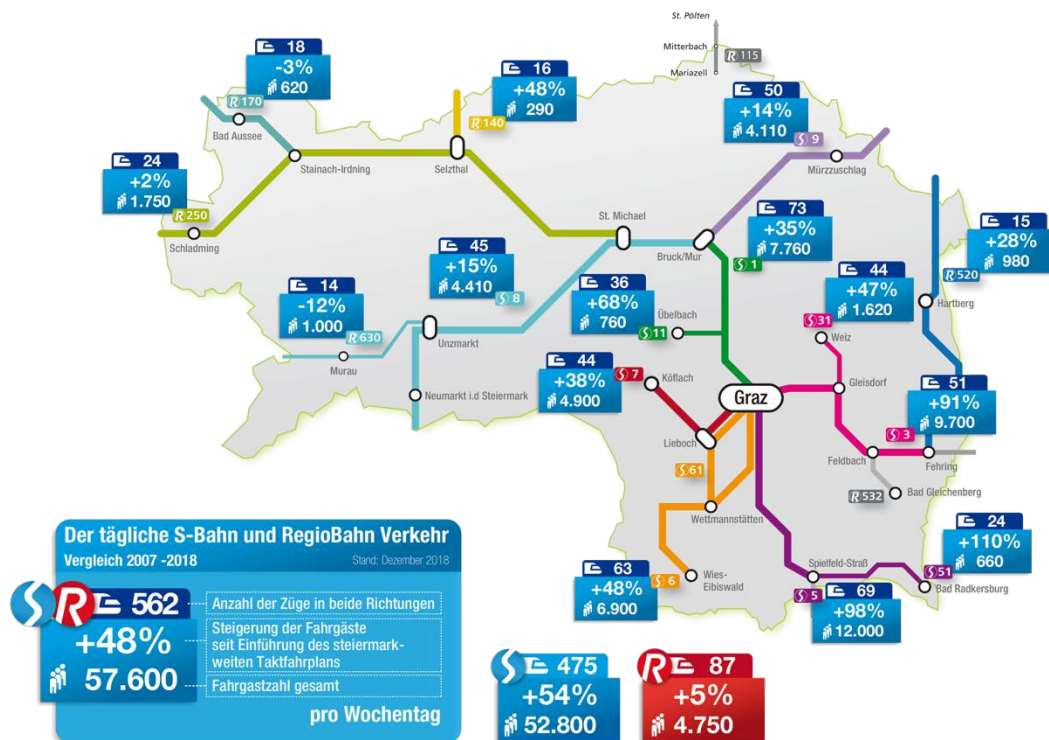 St. Pölten
Mitterbach
R 115
Mariazell
18
-3%
620
R 170
Bad Aussee
16
+48%
290
R 140
50
+14%
4.110
S 9
Mürzzuschlag
24
+2%
1.750
R 250
Schladming
Stainach-Irdning
Selzthal
St. Michael
Bruck/Mur
73
+35%
7.760
S 1
15
+28%
980
R 520
Hartberg
45
+15%
4.410
S 8
14
-12%
1.000
R 630
Murau
Unzmarkt
Neumarkt i.d Steiermark
36
+68%
760
S 11
Übelbach
44
+47%
1.620
S 31
Weiz
Gleisdorf
44
+38%
4.900
S 7
Köflach
Graz
Lieboch
51
+91%
9.700
S 3
Feldbach
Fehring
R 532
Bad Gleichenberg
S 61
Wettmannstätten
63
+48%
6.900
S 6
Wies-
Eibiswald
24
+110%
660
S 51
Bad Radkersburg
Spielfeld-Straß
S 5
69
+98%
12.000
Der tägliche S-Bahn und RegioBahn Verkehr
Vergleich 2007 -2018
Stand: Dezember 2018
S R 562
Anzahl der Züge in beide Richtungen
+48%
Steigerung der Fahrgäste
seit Einführung des steiermark-
weiten Taktfahrplans
57.600
Fahrgastzahl gesamt
pro Wochentag
S 475
+54%
52.800
R 87
+5%
4.750